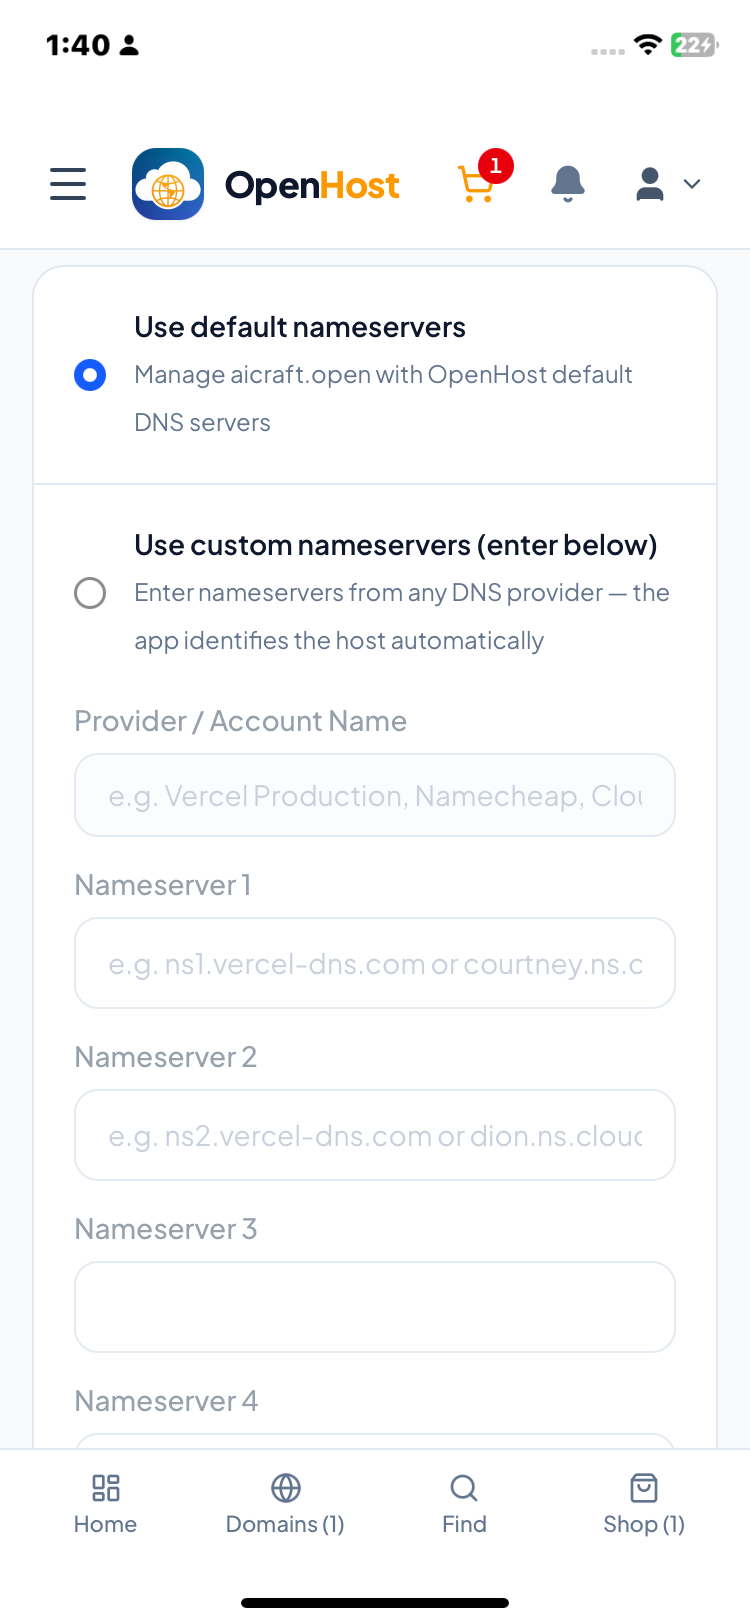 1:40
22
OpenHost
1
Use default nameservers
Manage aicraft.open with OpenHost default
DNS servers
Use custom nameservers (enter below)
Enter nameservers from any DNS provider — the
app identifies the host automatically
Provider / Account Name
e.g. Vercel Production, Namecheap, Clou
Nameserver 1
e.g. ns1.vercel-dns.com or courtney.ns.c
Nameserver 2
e.g. ns2.vercel-dns.com or dion.ns.clouc
Nameserver 3
Nameserver 4
Home
Domains (1)
Find
Shop (1)